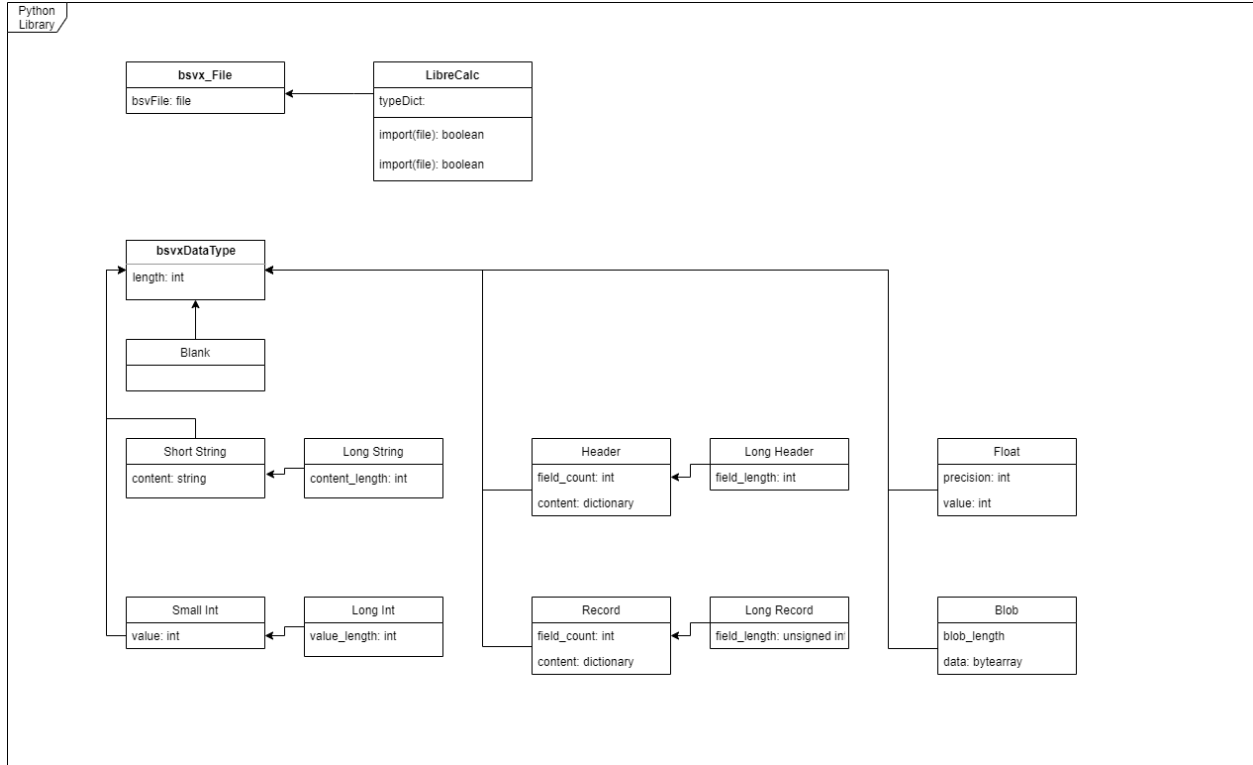 Python
Library
bsvx_File
bsvFile: file
LibreCalc
typeDict:
import(file): boolean
import(file): boolean
bsvxDataType
length: int
Blank
Short String
content: string
Long String
content_length: int
Header
field_count: int
content: dictionary
Long Header
field_length: int
Float
precision: int
value: int
Small Int
value: int
Long Int
value_length: int
Record
field_count: int
content: dictionary
Long Record
field_length: unsigned in
Blob
blob_length
data: bytearray